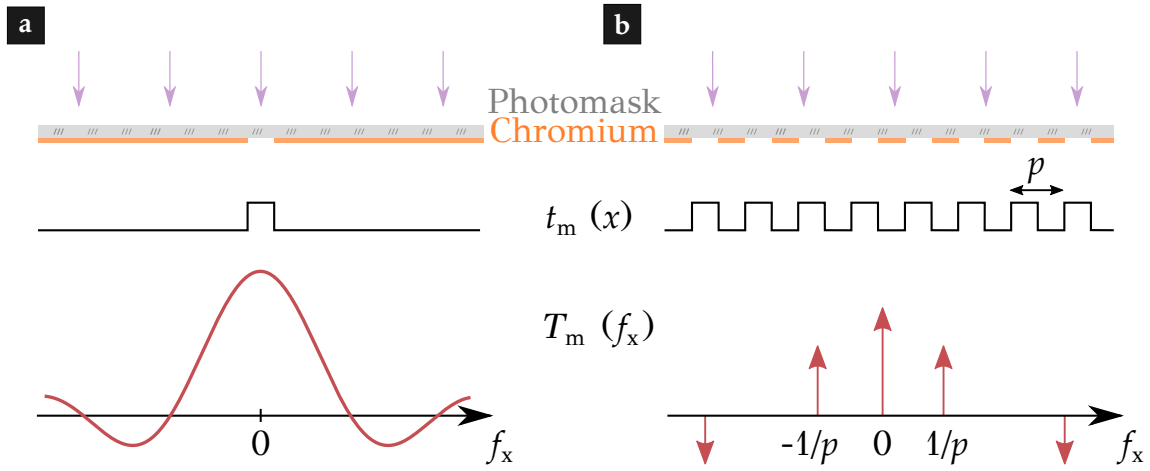 a
b
Photomask
Chromium
p
tm (x)
Tm (fx)
0
fx
-1/p
0
1/p
fx